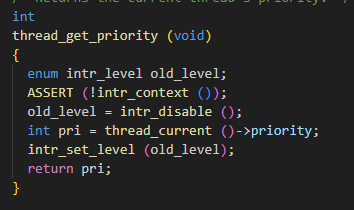 /* Returns the current thread's priority. */
int
thread_get_priority (void)
{
  enum intr_level old_level;
  ASSERT (!intr_context ());
  old_level = intr_disable ();
  int pri = thread_current ()->priority;
  intr_set_level (old_level);
  return pri;
}